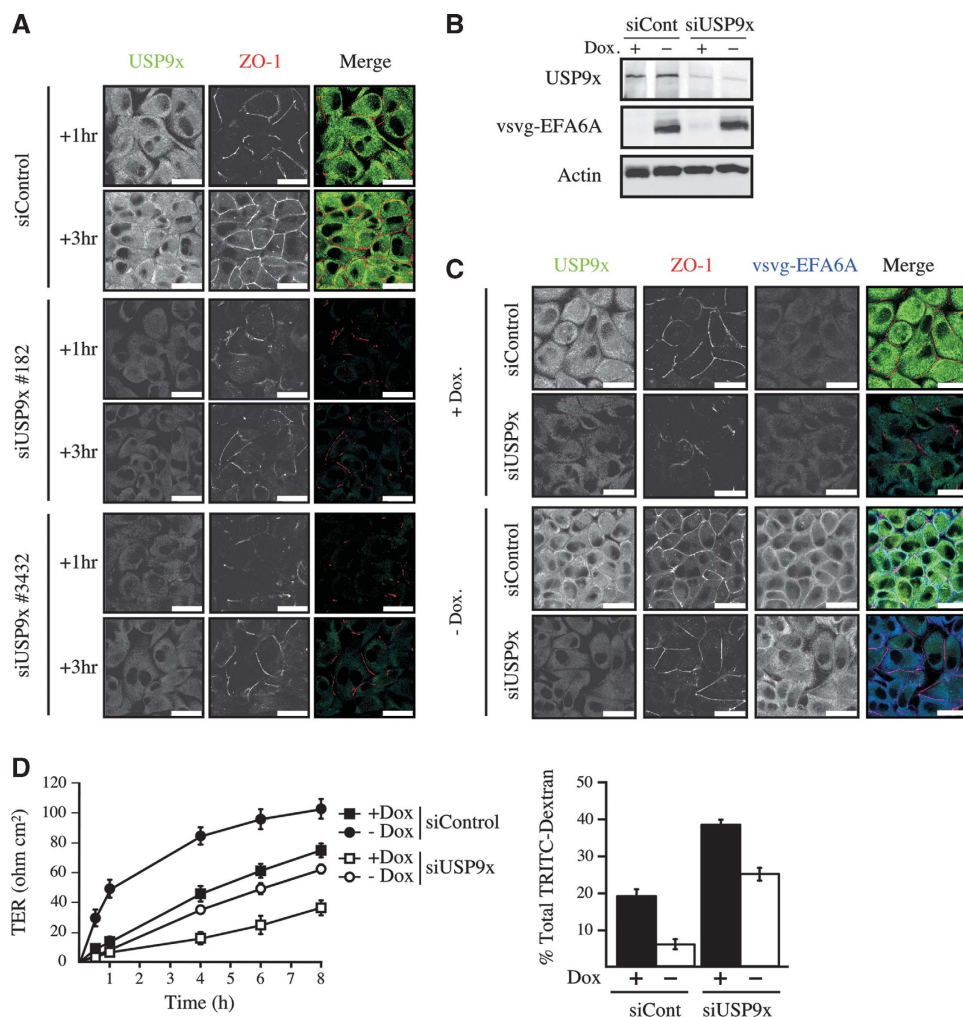 A
USP9x ZO-1 Merge
siControl
+1hr
+3hr
siUSP9x #182
+1hr
+3hr
siUSP9x #3432
+1hr
+3hr
B
siCont siUSP9x
Dox. + − + −
USP9x
vsvg-EFA6A
Actin
C
USP9x ZO-1 vsvg-EFA6A Merge
+ Dox.
siControl
siUSP9x
- Dox.
siControl
siUSP9x
D
TER (ohm cm²)
120
100
80
60
40
20
0
1 2 3 4 5 6 7 8
Time (h)
+Dox
- Dox
siControl
+Dox
- Dox
siUSP9x
% Total TRITC-Dextran
50
40
30
20
10
Dox + − + −
siCont siUSP9x